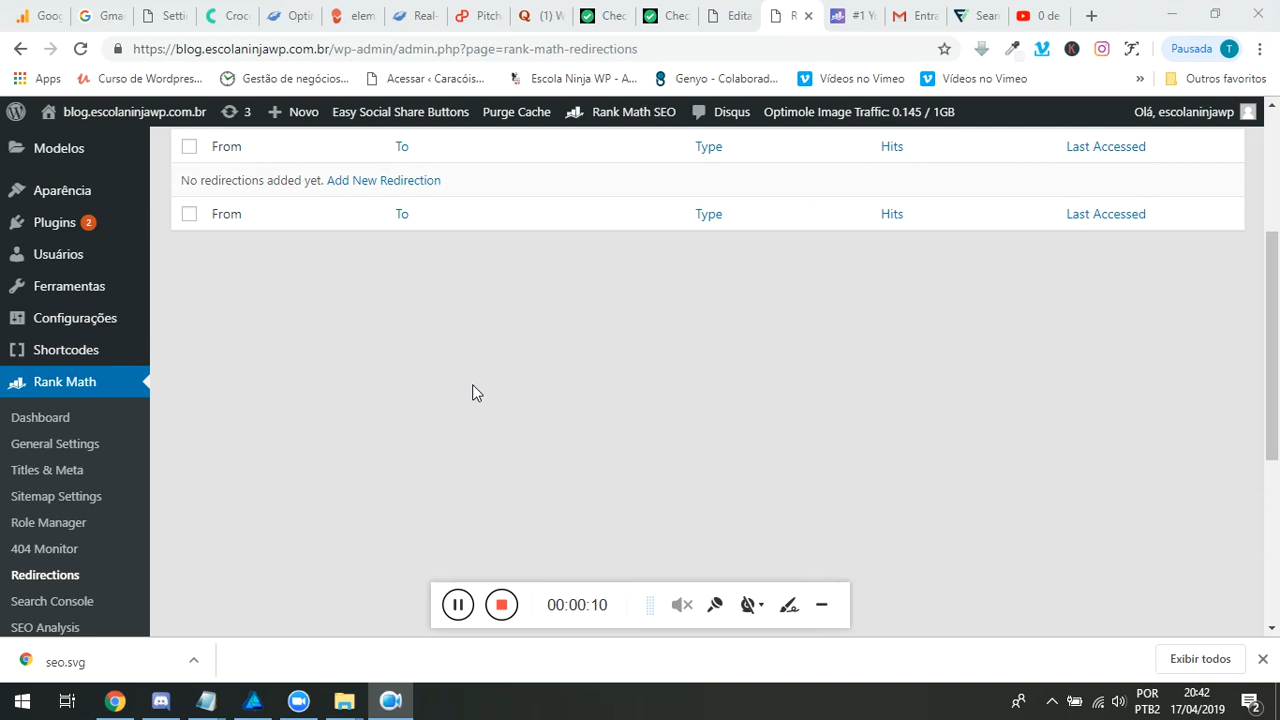 Goog
Gma
Setti
Croc
Optir
elem
Real-
Pitch
(1) W
Chec
Chec
Edita
R
#1 Y
Entra
Sear
0 de
https://blog.escolaninjawp.com.br/wp-admin/admin.php?page=rank-math-redirections
Pausada T
Apps Curso de Wordpres... Gestão de negócios... Acessar ‹ Caracóis... Escola Ninja WP - A... Genyo - Colaborad... Vídeos no Vimeo Vídeos no Vimeo » Outros favoritos
blog.escolaninjawp.com.br 3 Novo Easy Social Share Buttons Purge Cache Rank Math SEO Disqus Optimole Image Traffic: 0.145 / 1GB Olá, escolaninjawp
Modelos
Aparência
Plugins 2
Usuários
Ferramentas
Configurações
Shortcodes
Rank Math
Dashboard
General Settings
Titles & Meta
Sitemap Settings
Role Manager
404 Monitor
Redirections
Search Console
SEO Analysis
From To Type Hits Last Accessed
No redirections added yet. Add New Redirection
From To Type Hits Last Accessed
00:00:10
seo.svg
Exibir todos
POR 20:42
PTB2 17/04/2019 2